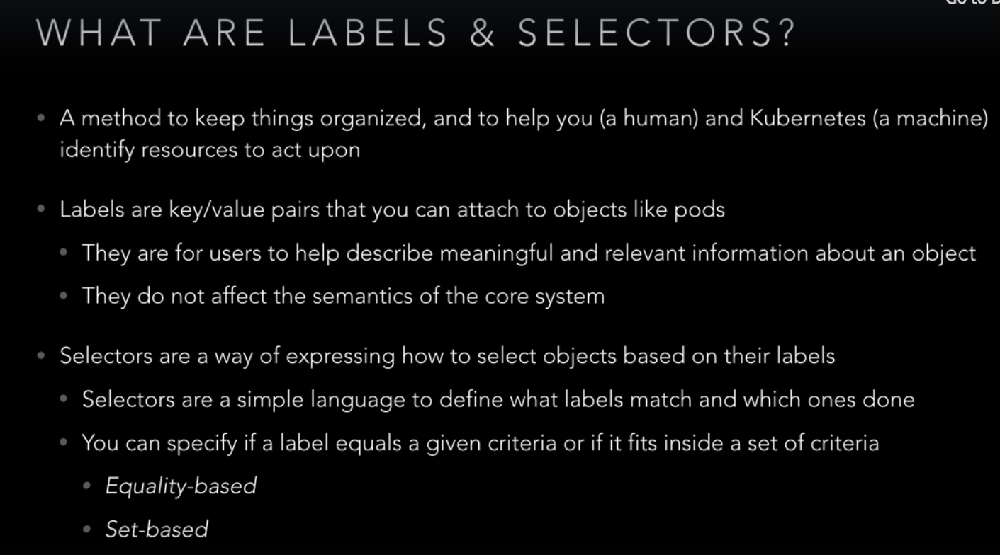 WHAT ARE LABELS & SELECTORS?
• A method to keep things organized, and to help you (a human) and Kubernetes (a machine)
identify resources to act upon
• Labels are key/value pairs that you can attach to objects like pods
• They are for users to help describe meaningful and relevant information about an object
• They do not affect the semantics of the core system
• Selectors are a way of expressing how to select objects based on their labels
• Selectors are a simple language to define what labels match and which ones done
• You can specify if a label equals a given criteria or if it fits inside a set of criteria
• Equality-based
• Set-based